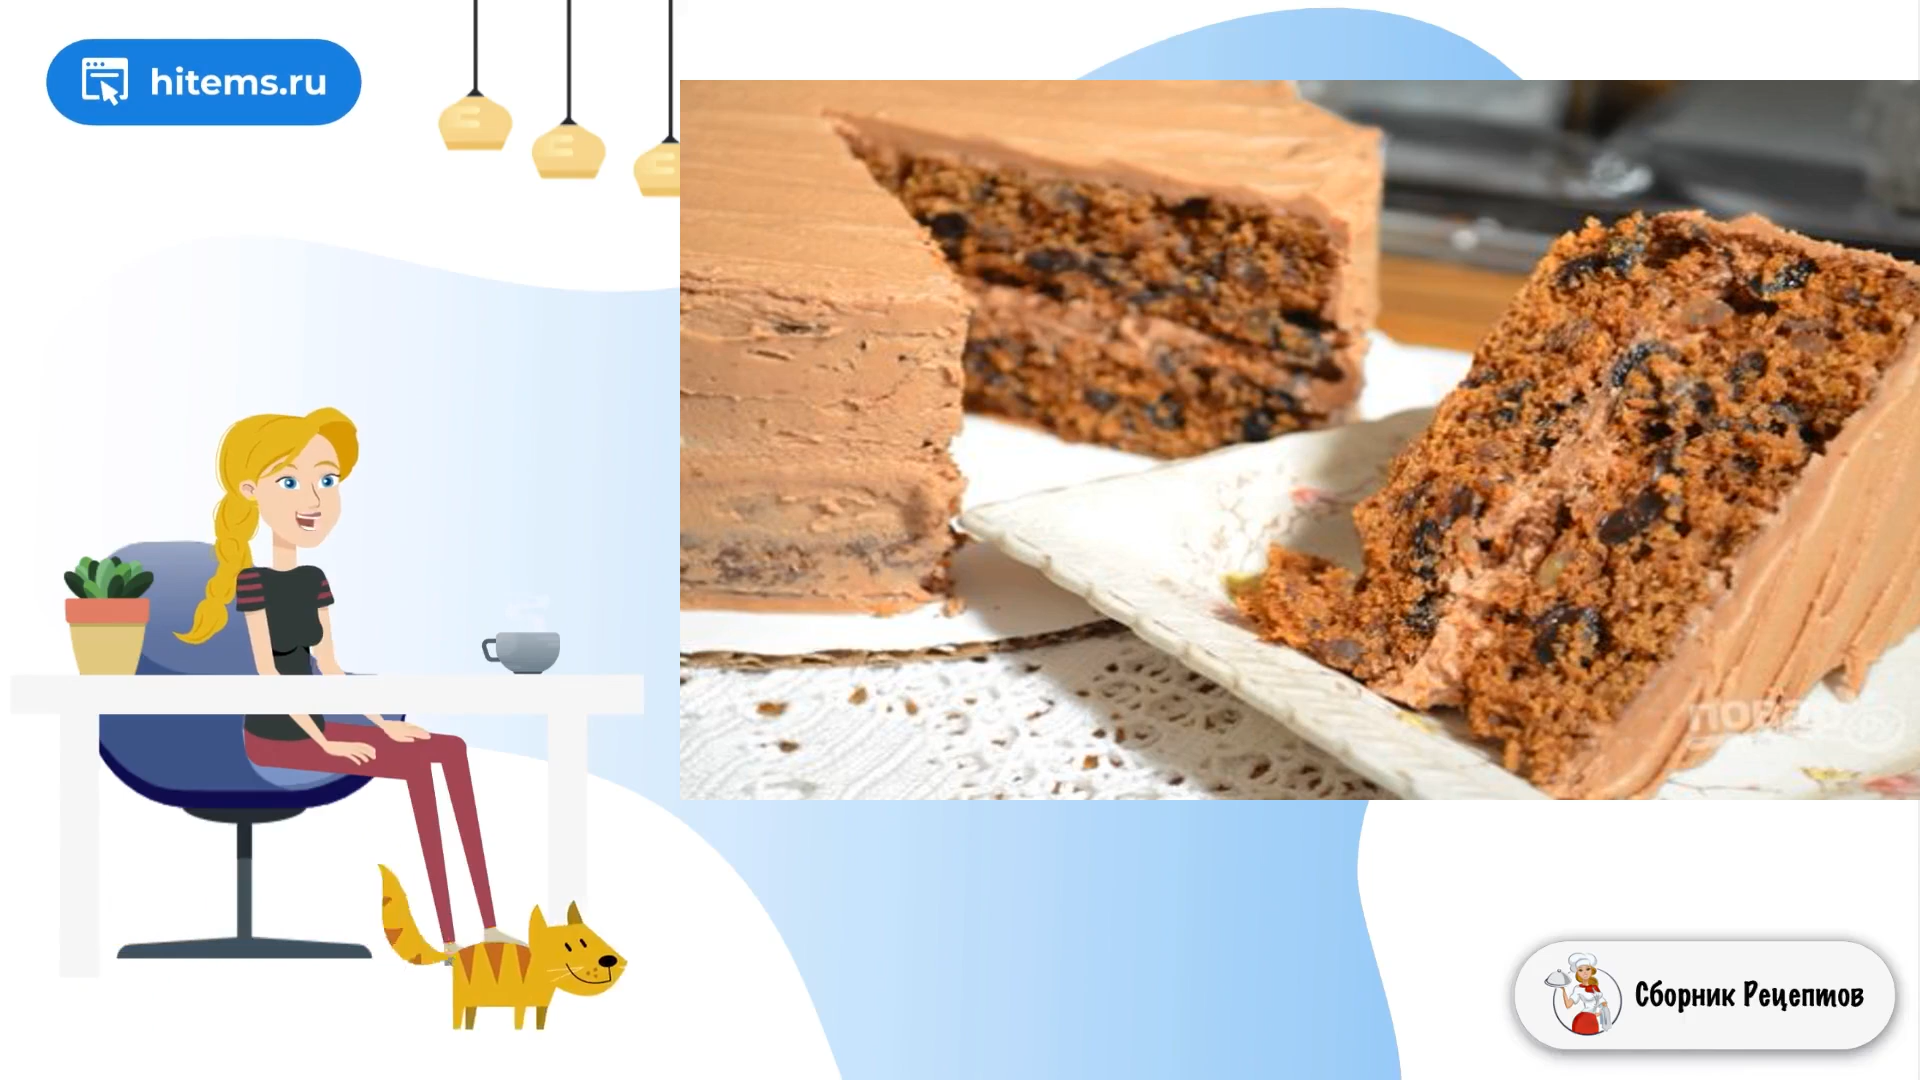 hitems.ru
Сборник Рецептов